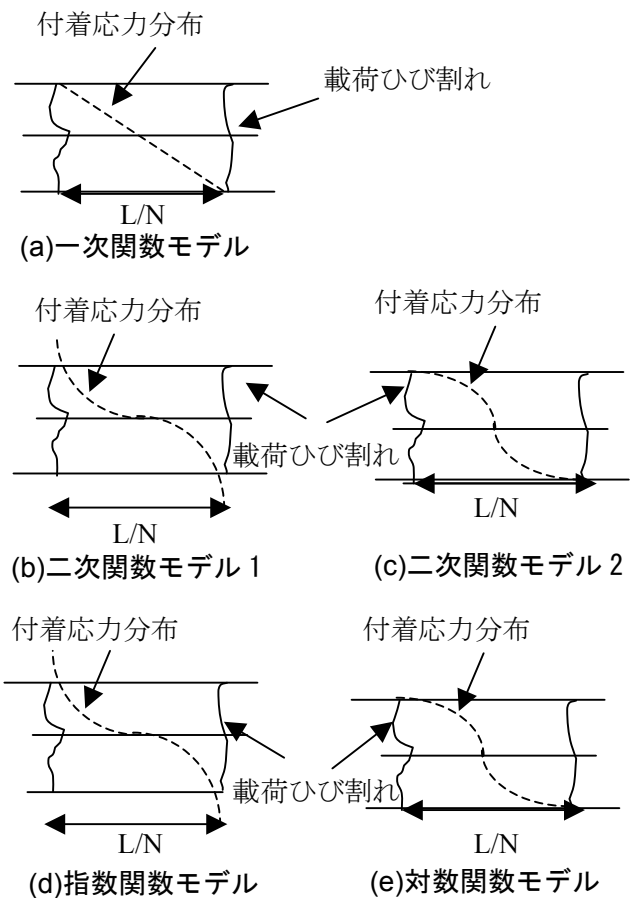 付着応力分布
載荷ひび割れ
L/N
(a)一次関数モデル
付着応力分布
付着応力分布
載荷ひび割れ
L/N
L/N
(b)二次関数モデル 1
(c)二次関数モデル 2
付着応力分布
付着応力分布
載荷ひび割れ
L/N
L/N
(d)指数関数モデル
(e)対数関数モデル